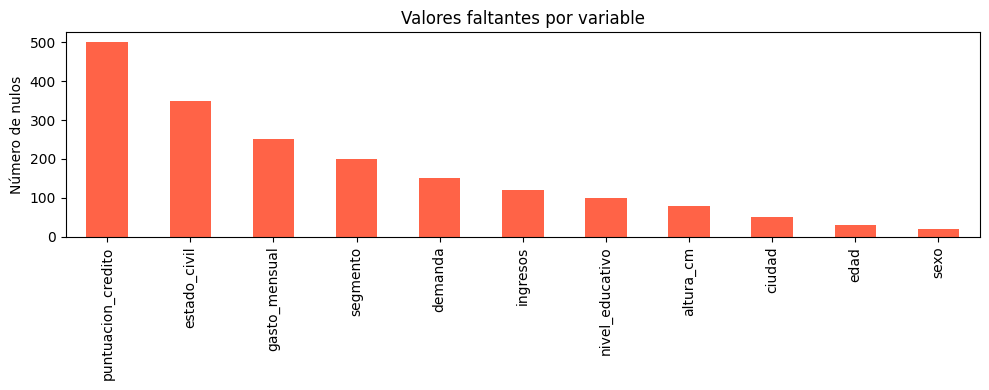 Valores faltantes por variable
Número de nulos
500
400
300
200
100
0
puntuacion_credito
estado_civil
gasto_mensual
segmento
demanda
ingresos
nivel_educativo
altura_cm
ciudad
edad
sexo